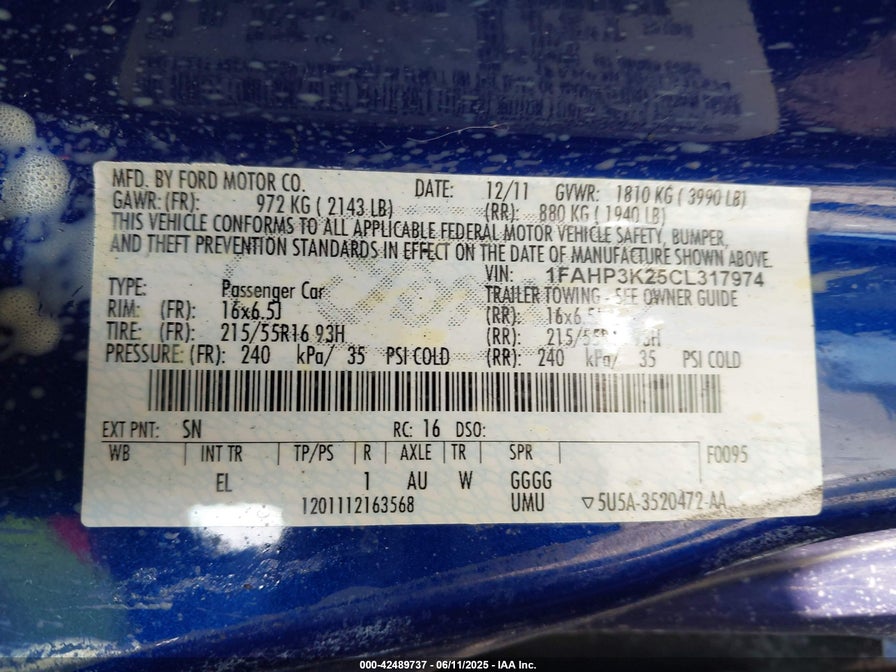 MFD. BY FORD MOTOR CO. DATE: 12/11 GVWR: 1810 KG ( 3990 LB)
GAWR: (FR): 972 KG ( 2143 LB) (RR): 880 KG ( 1940 LB)
THIS VEHICLE CONFORMS TO ALL APPLICABLE FEDERAL MOTOR VEHICLE SAFETY, BUMPER,
AND THEFT PREVENTION STANDARDS IN EFFECT ON THE DATE OF MANUFACTURE SHOWN ABOVE.
VIN: 1FAHP3K25CL317974
TYPE: Passenger Car TRAILER TOWING - SEE OWNER GUIDE
RIM: (FR): 16x6.5J (RR): 16x6.5
TIRE: (FR): 215/55R16 93H (RR): 215/55R 93H
PRESSURE: (FR): 240 kPa/ 35 PSI COLD (RR): 240 kPa/ 35 PSI COLD
EXT PNT: SN RC: 16 DSO:
WB INT TR TP/PS R AXLE TR SPR F0095
EL 1 AU W GGGG
1201112163568 UMU ▽5U5A-3520472-AA
000-42489737 - 06/11/2025 - IAA Inc.